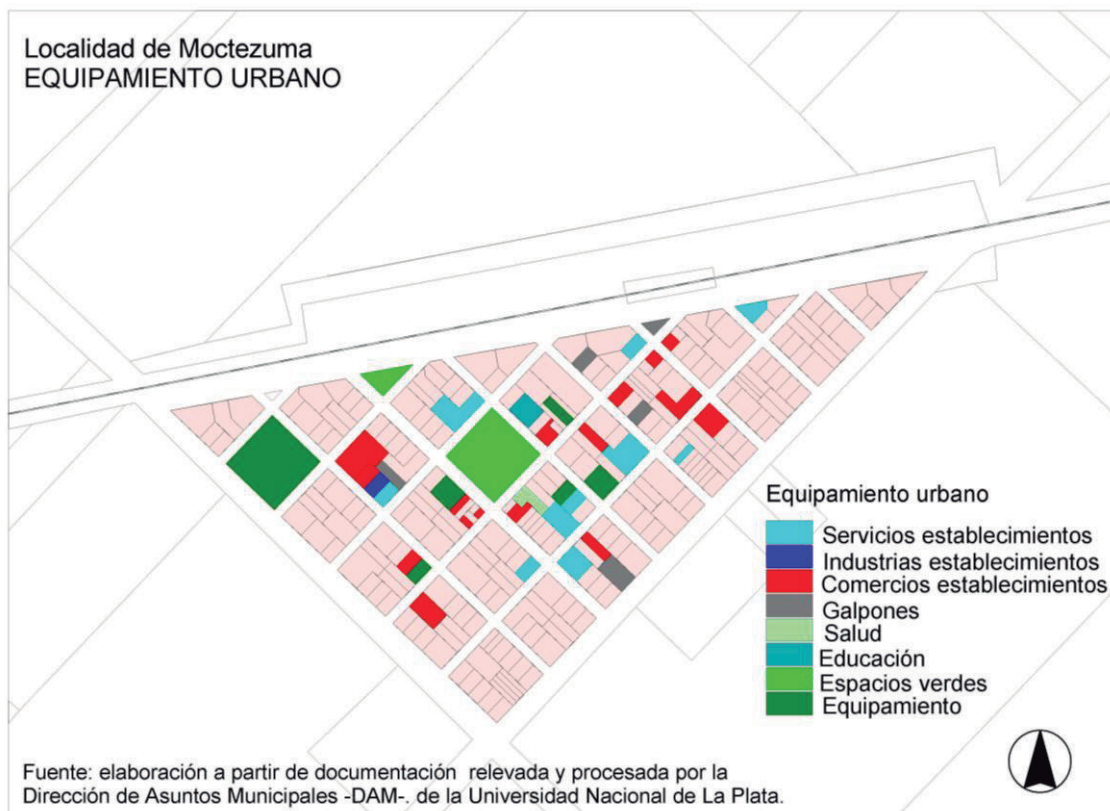 Localidad de Moctezuma
EQUIPAMIENTO URBANO
Equipamiento urbano
Servicios establecimientos
Industrias establecimientos
Comercios establecimientos
Galpones
Salud
Educación
Espacios verdes
Equipamiento
Fuente: elaboración a partir de documentación relevada y procesada por la
Dirección de Asuntos Municipales -DAM-. de la Universidad Nacional de La Plata.